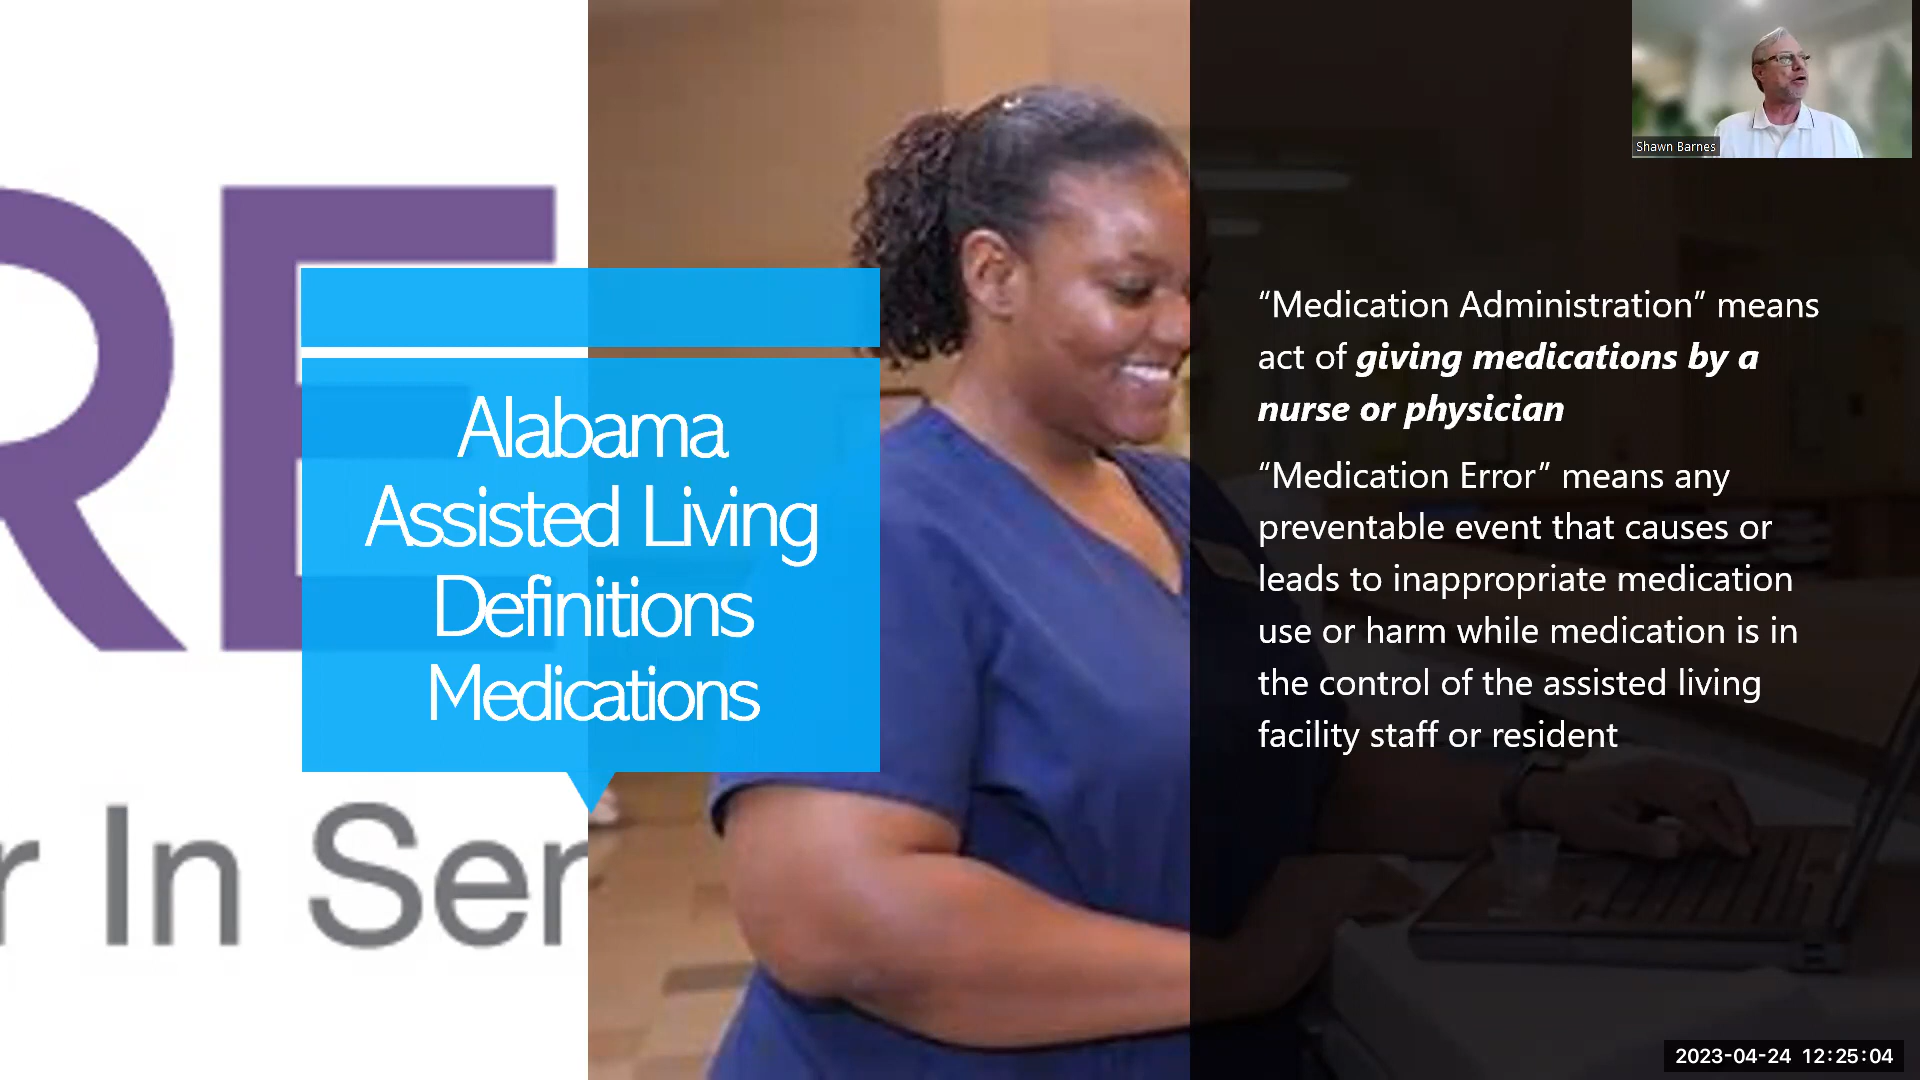 RE
r In Ser
Alabama
Assisted Living
Definitions
Medications
“Medication Administration” means
act of giving medications by a
nurse or physician
“Medication Error” means any
preventable event that causes or
leads to inappropriate medication
use or harm while medication is in
the control of the assisted living
facility staff or resident
Shawn Barnes
2023-04-24 12:25:04